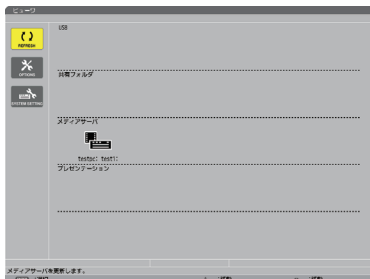 ビューワ
USB
REFRESH
共有フォルダ
OPTIONS
SYSTEM SETTING
メディアサーバ
testpc: test1:
プレゼンテーション
メディアサーバを更新します。